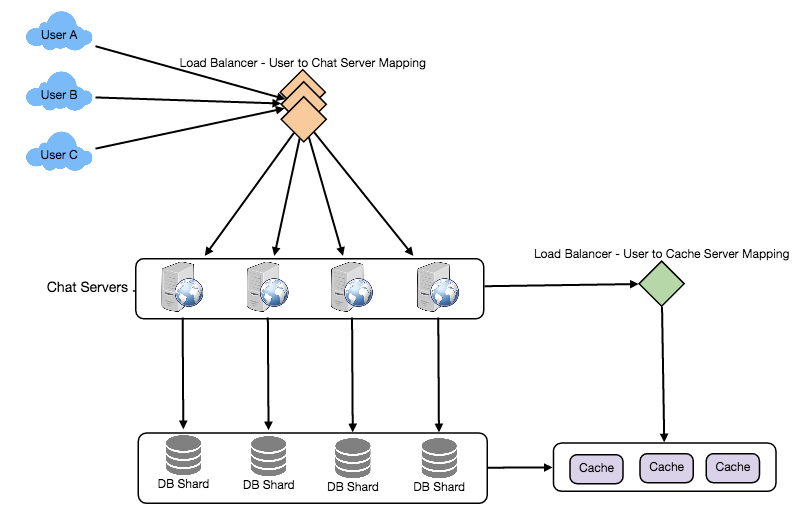 User A
Load Balancer - User to Chat Server Mapping
User B
User C
Load Balancer - User to Cache Server Mapping
Chat Servers .
DB Shard
DB Shard
DB Shard
DB Shard
Cache
Cache
Cache